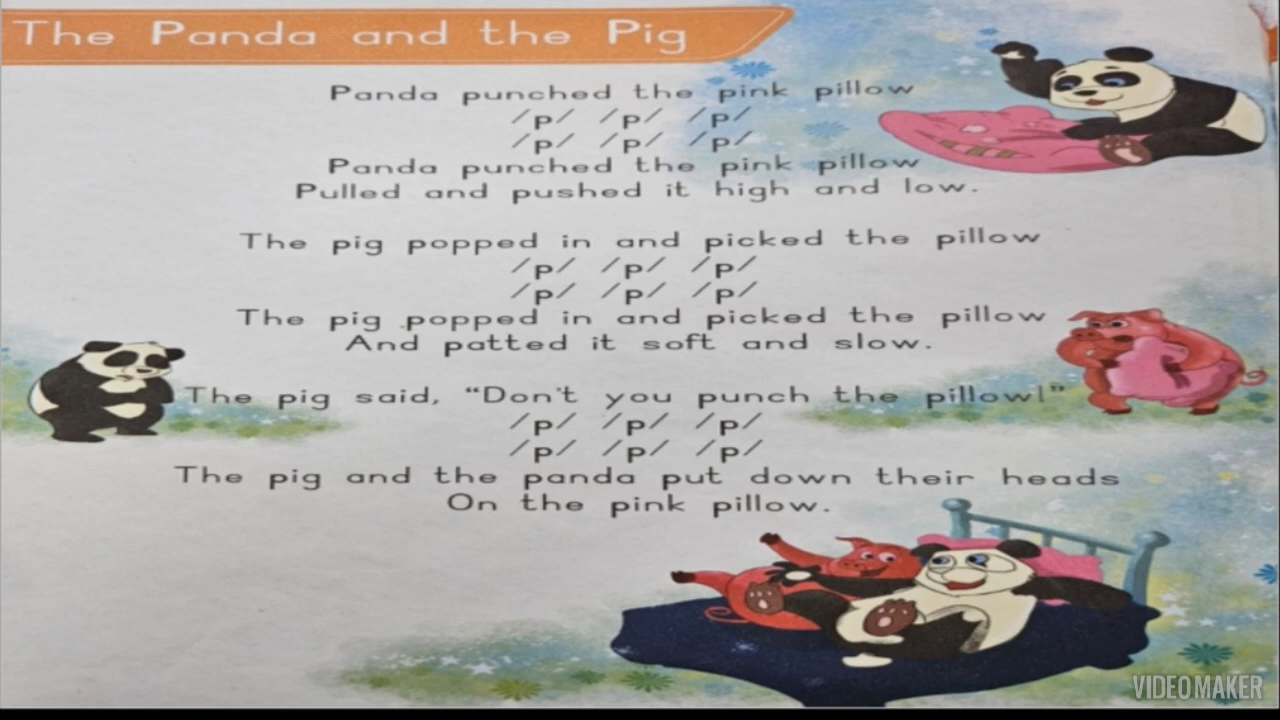 The Panda and the Pig
Panda punched the pink pillow
/p/ /p/ /p/
/p/ /p/ /p/
Panda punched the pink pillow
Pulled and pushed it high and low.
The pig popped in and picked the pillow
/p/ /p/ /p/
/p/ /p/ /p/
The pig popped in and picked the pillow
And patted it soft and slow.
The pig said, “Don't you punch the pillow!”
/p/ /p/ /p/
/p/ /p/ /p/
The pig and the panda put down their heads
On the pink pillow.
VIDEO MAKER